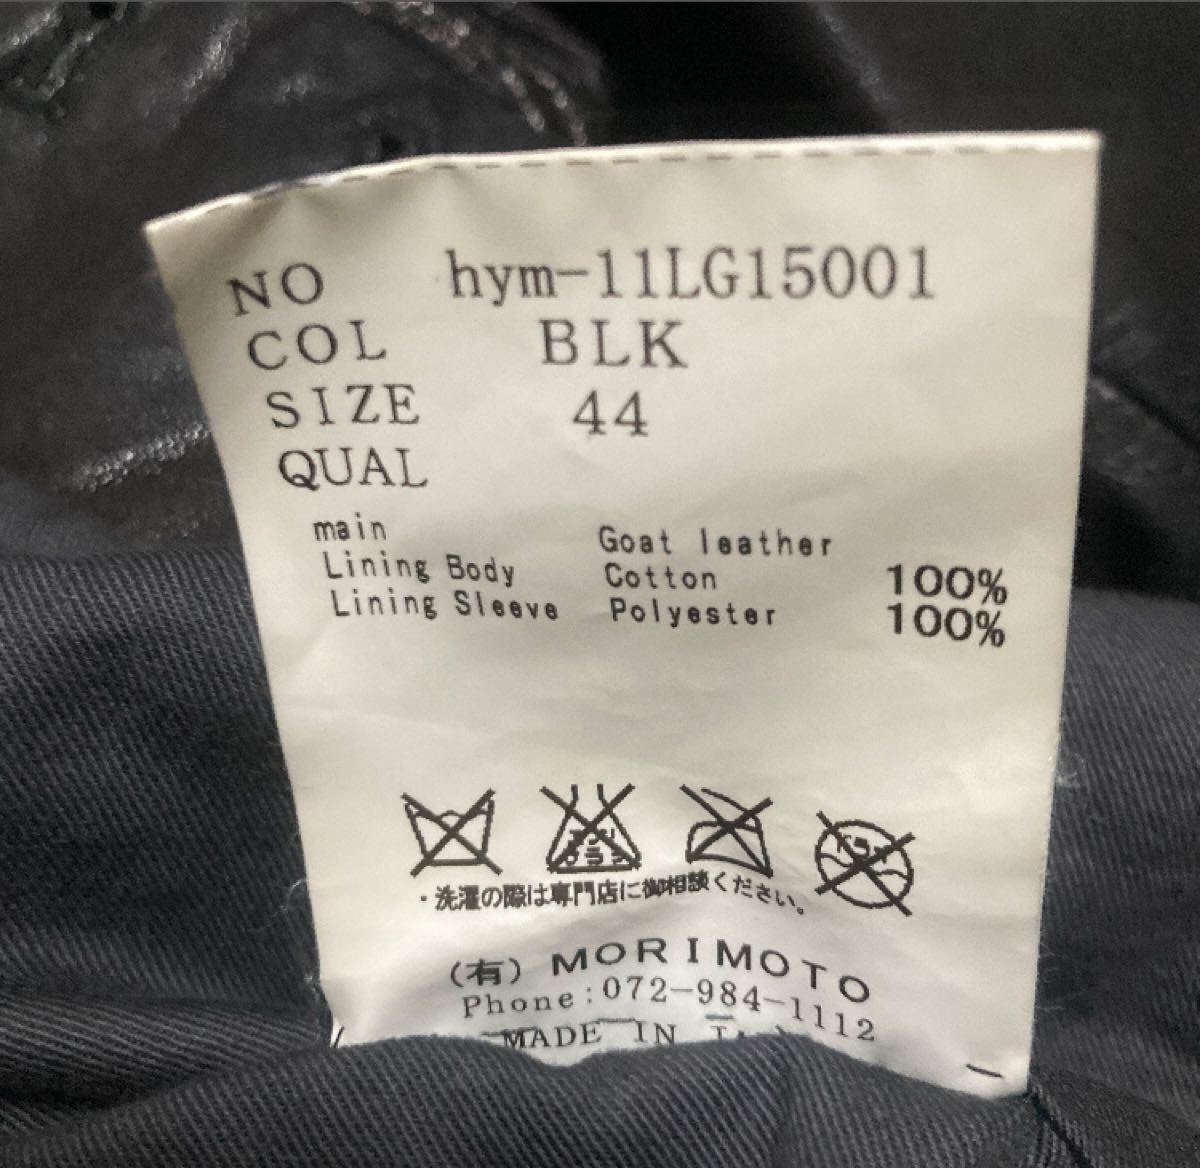 NO hym-11LG15001
COL BLK
SIZE 44
QUAL
main Goat leather
Lining Body Cotton 100%
Lining Sleeve Polyester 100%
・洗濯の際は専門店に御相談ください。
(有) MORIMOTO
Phone:072-984-1112
MADE IN